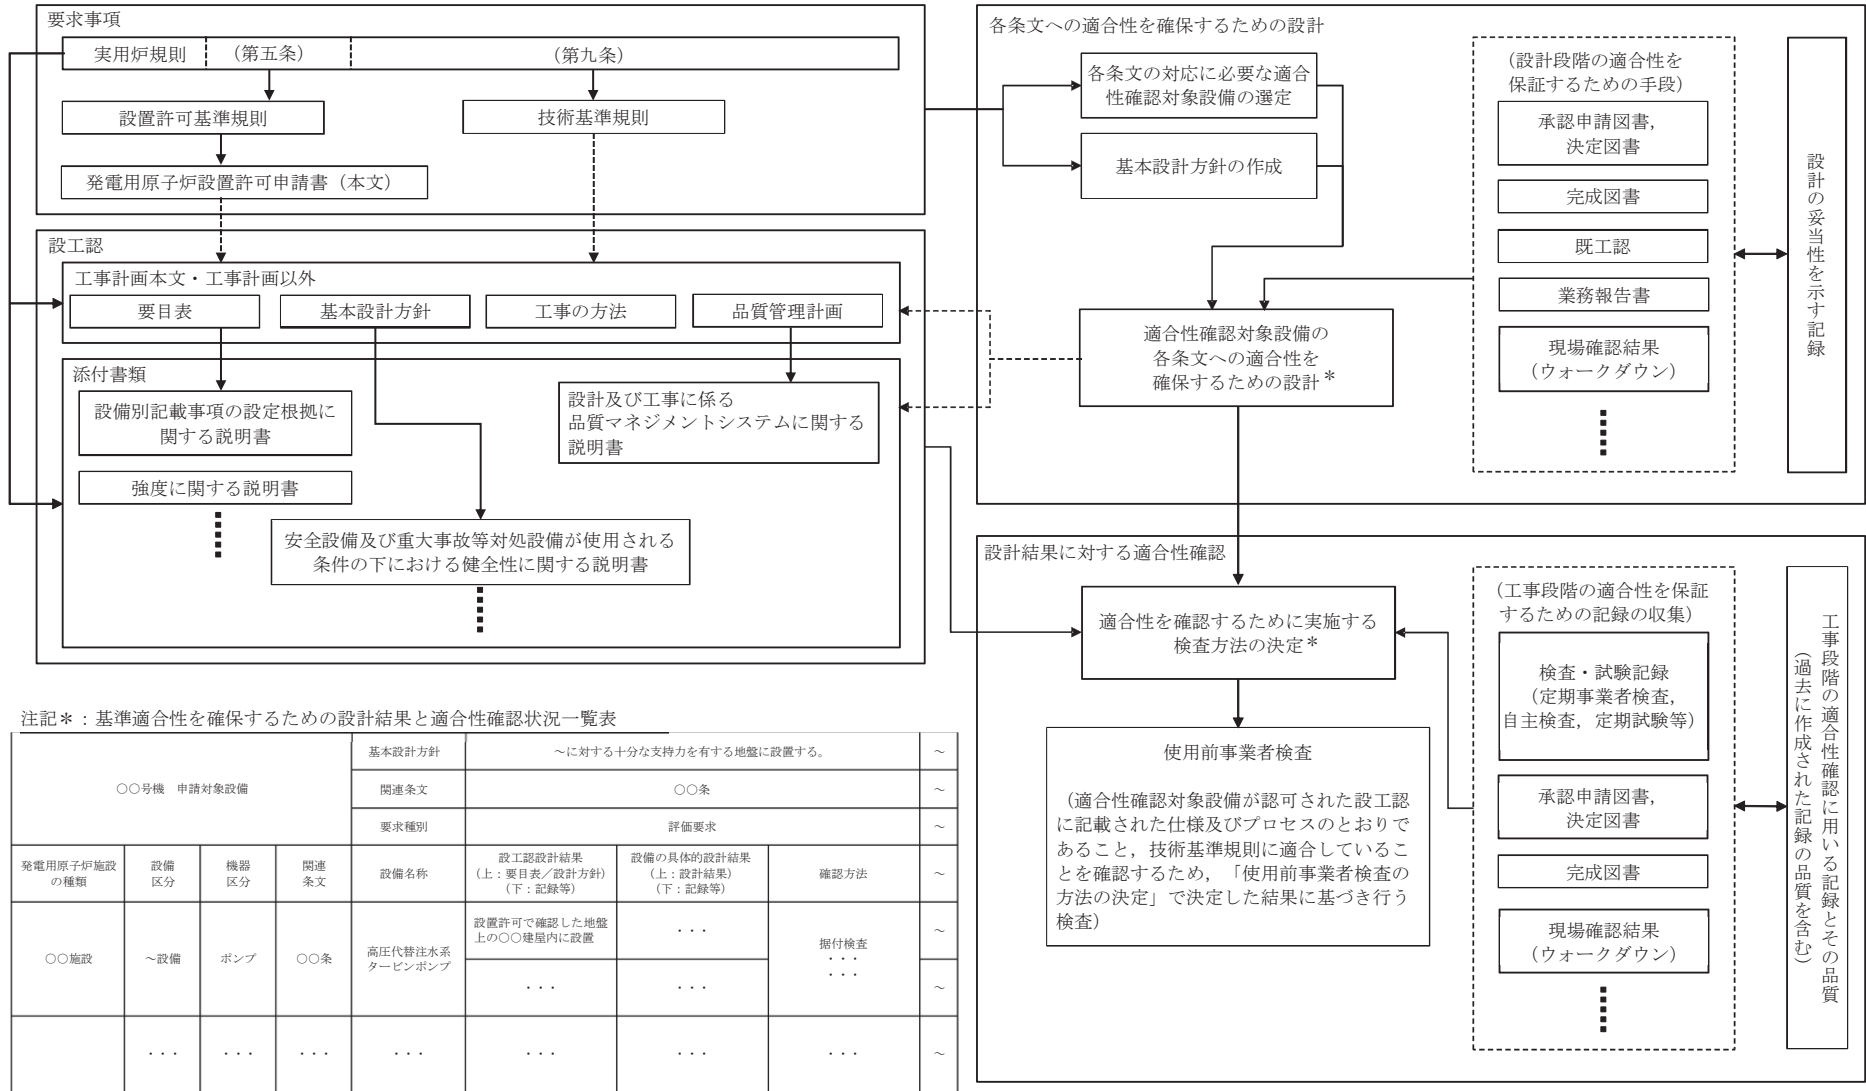 要求事項
実用炉規則
(第五条)
(第九条)
設置許可基準規則
技術基準規則
発電用原子炉設置許可申請書（本文）
設工認
工事計画本文・工事計画以外
要目表
基本設計方針
工事の方法
品質管理計画
添付書類
設備別記載事項の設定根拠に
関する説明書
強度に関する説明書
設計及び工事に係る
品質マネジメントシステムに関する
説明書
安全設備及び重大事故等対処設備が使用される
条件の下における健全性に関する説明書
各条文への適合性を確保するための設計
各条文の対応に必要な適合
性確認対象設備の選定
基本設計方針の作成
適合性確認対象設備の
各条文への適合性を
確保するための設計＊
(設計段階の適合性を
保証するための手段)
承認申請図書，
決定図書
完成図書
既工認
業務報告書
現場確認結果
（ウォークダウン）
設計の妥当性を示す記録
設計結果に対する適合性確認
適合性を確認するために実施する
検査方法の決定＊
使用前事業者検査
（適合性確認対象設備が認可された設工認
に記載された仕様及びプロセスのとおりで
あること，技術基準規則に適合しているこ
とを確認するため，「使用前事業者検査の
方法の決定」で決定した結果に基づき行う
検査）
(工事段階の適合性を保証
するための記録の収集)
検査・試験記録
（定期事業者検査，
自主検査，定期試験等）
承認申請図書，
決定図書
完成図書
現場確認結果
（ウォークダウン）
工事段階の適合性確認に用いる記録とその品質
（過去に作成された記録の品質を含む）
注記＊：基準適合性を確保するための設計結果と適合性確認状況一覧表
○○号機　申請対象設備
基本設計方針
～に対する十分な支持力を有する地盤に設置する。
～
関連条文
○○条
～
要求種別
評価要求
～
発電用原子炉施設
の種類
設備
区分
機器
区分
関連
条文
設備名称
設工認設計結果
（上：要目表／設計方針）
（下：記録等）
設備の具体的設計結果
（上：設計結果）
（下：記録等）
確認方法
～
○○施設
～設備
ポンプ
○○条
高圧代替注水系
タービンポンプ
設置許可で確認した地盤
上の○○建屋内に設置
・・・
据付検査
・・・
・・・
～
・・・
・・・
～
・・・
・・・
・・・
・・・
・・・
・・・
・・・
～